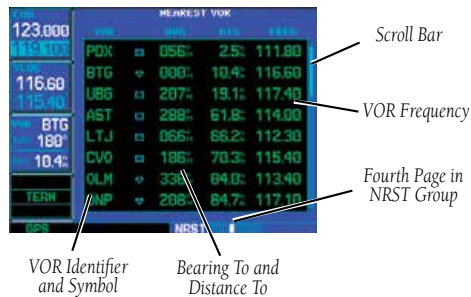 NEAREST VOR
123.000
119.100
116.60
115.40
BTG
180°
10.4
TERM
GPS
PDX 056 2.5 111.80
BTG 000 10.4 116.60
UBG 207 19.1 117.40
AST 288 61.8 114.00
LTJ 066 66.2 112.30
CVO 186 70.3 115.40
OLM 338 84.0 113.40
ONP 208 84.7 117.10
NRST
Scroll Bar
VOR Frequency
Fourth Page in
NRST Group
VOR Identifier
and Symbol
Bearing To and
Distance To